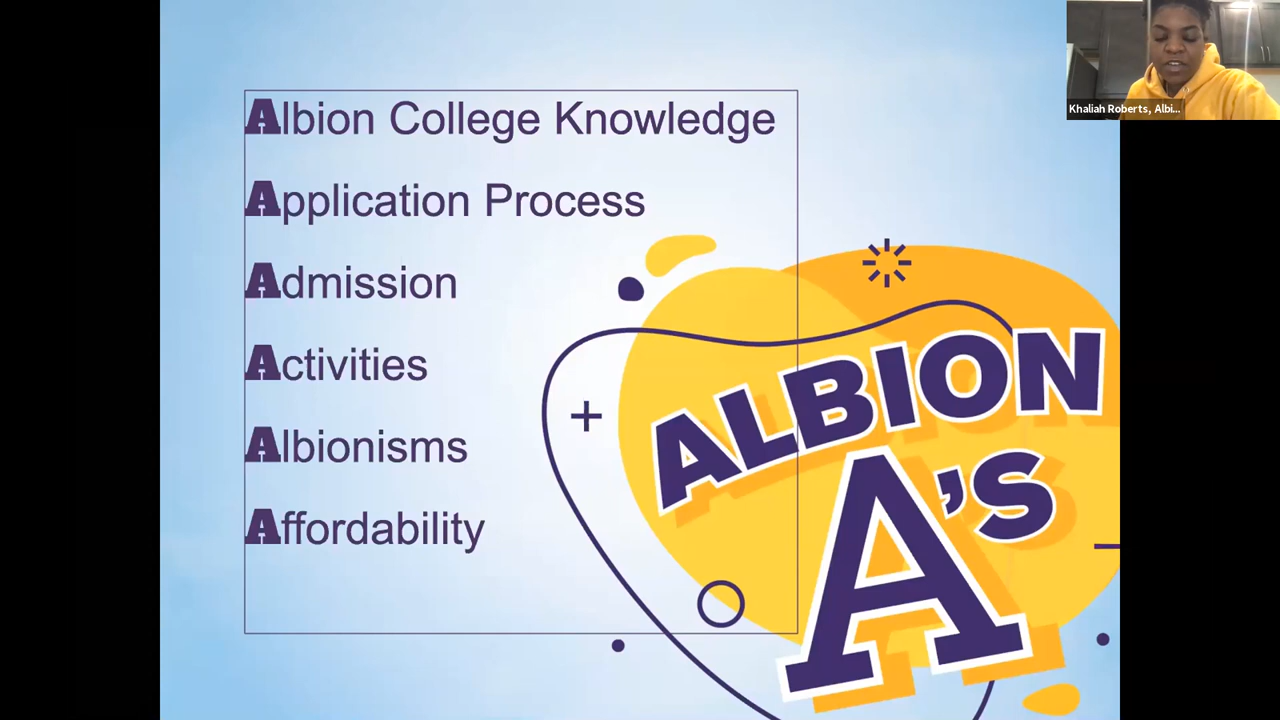 Albion College Knowledge
Application Process
Admission
Activities
Albionisms
Affordability
ALBION
A'S
Khaliah Roberts, Albi...